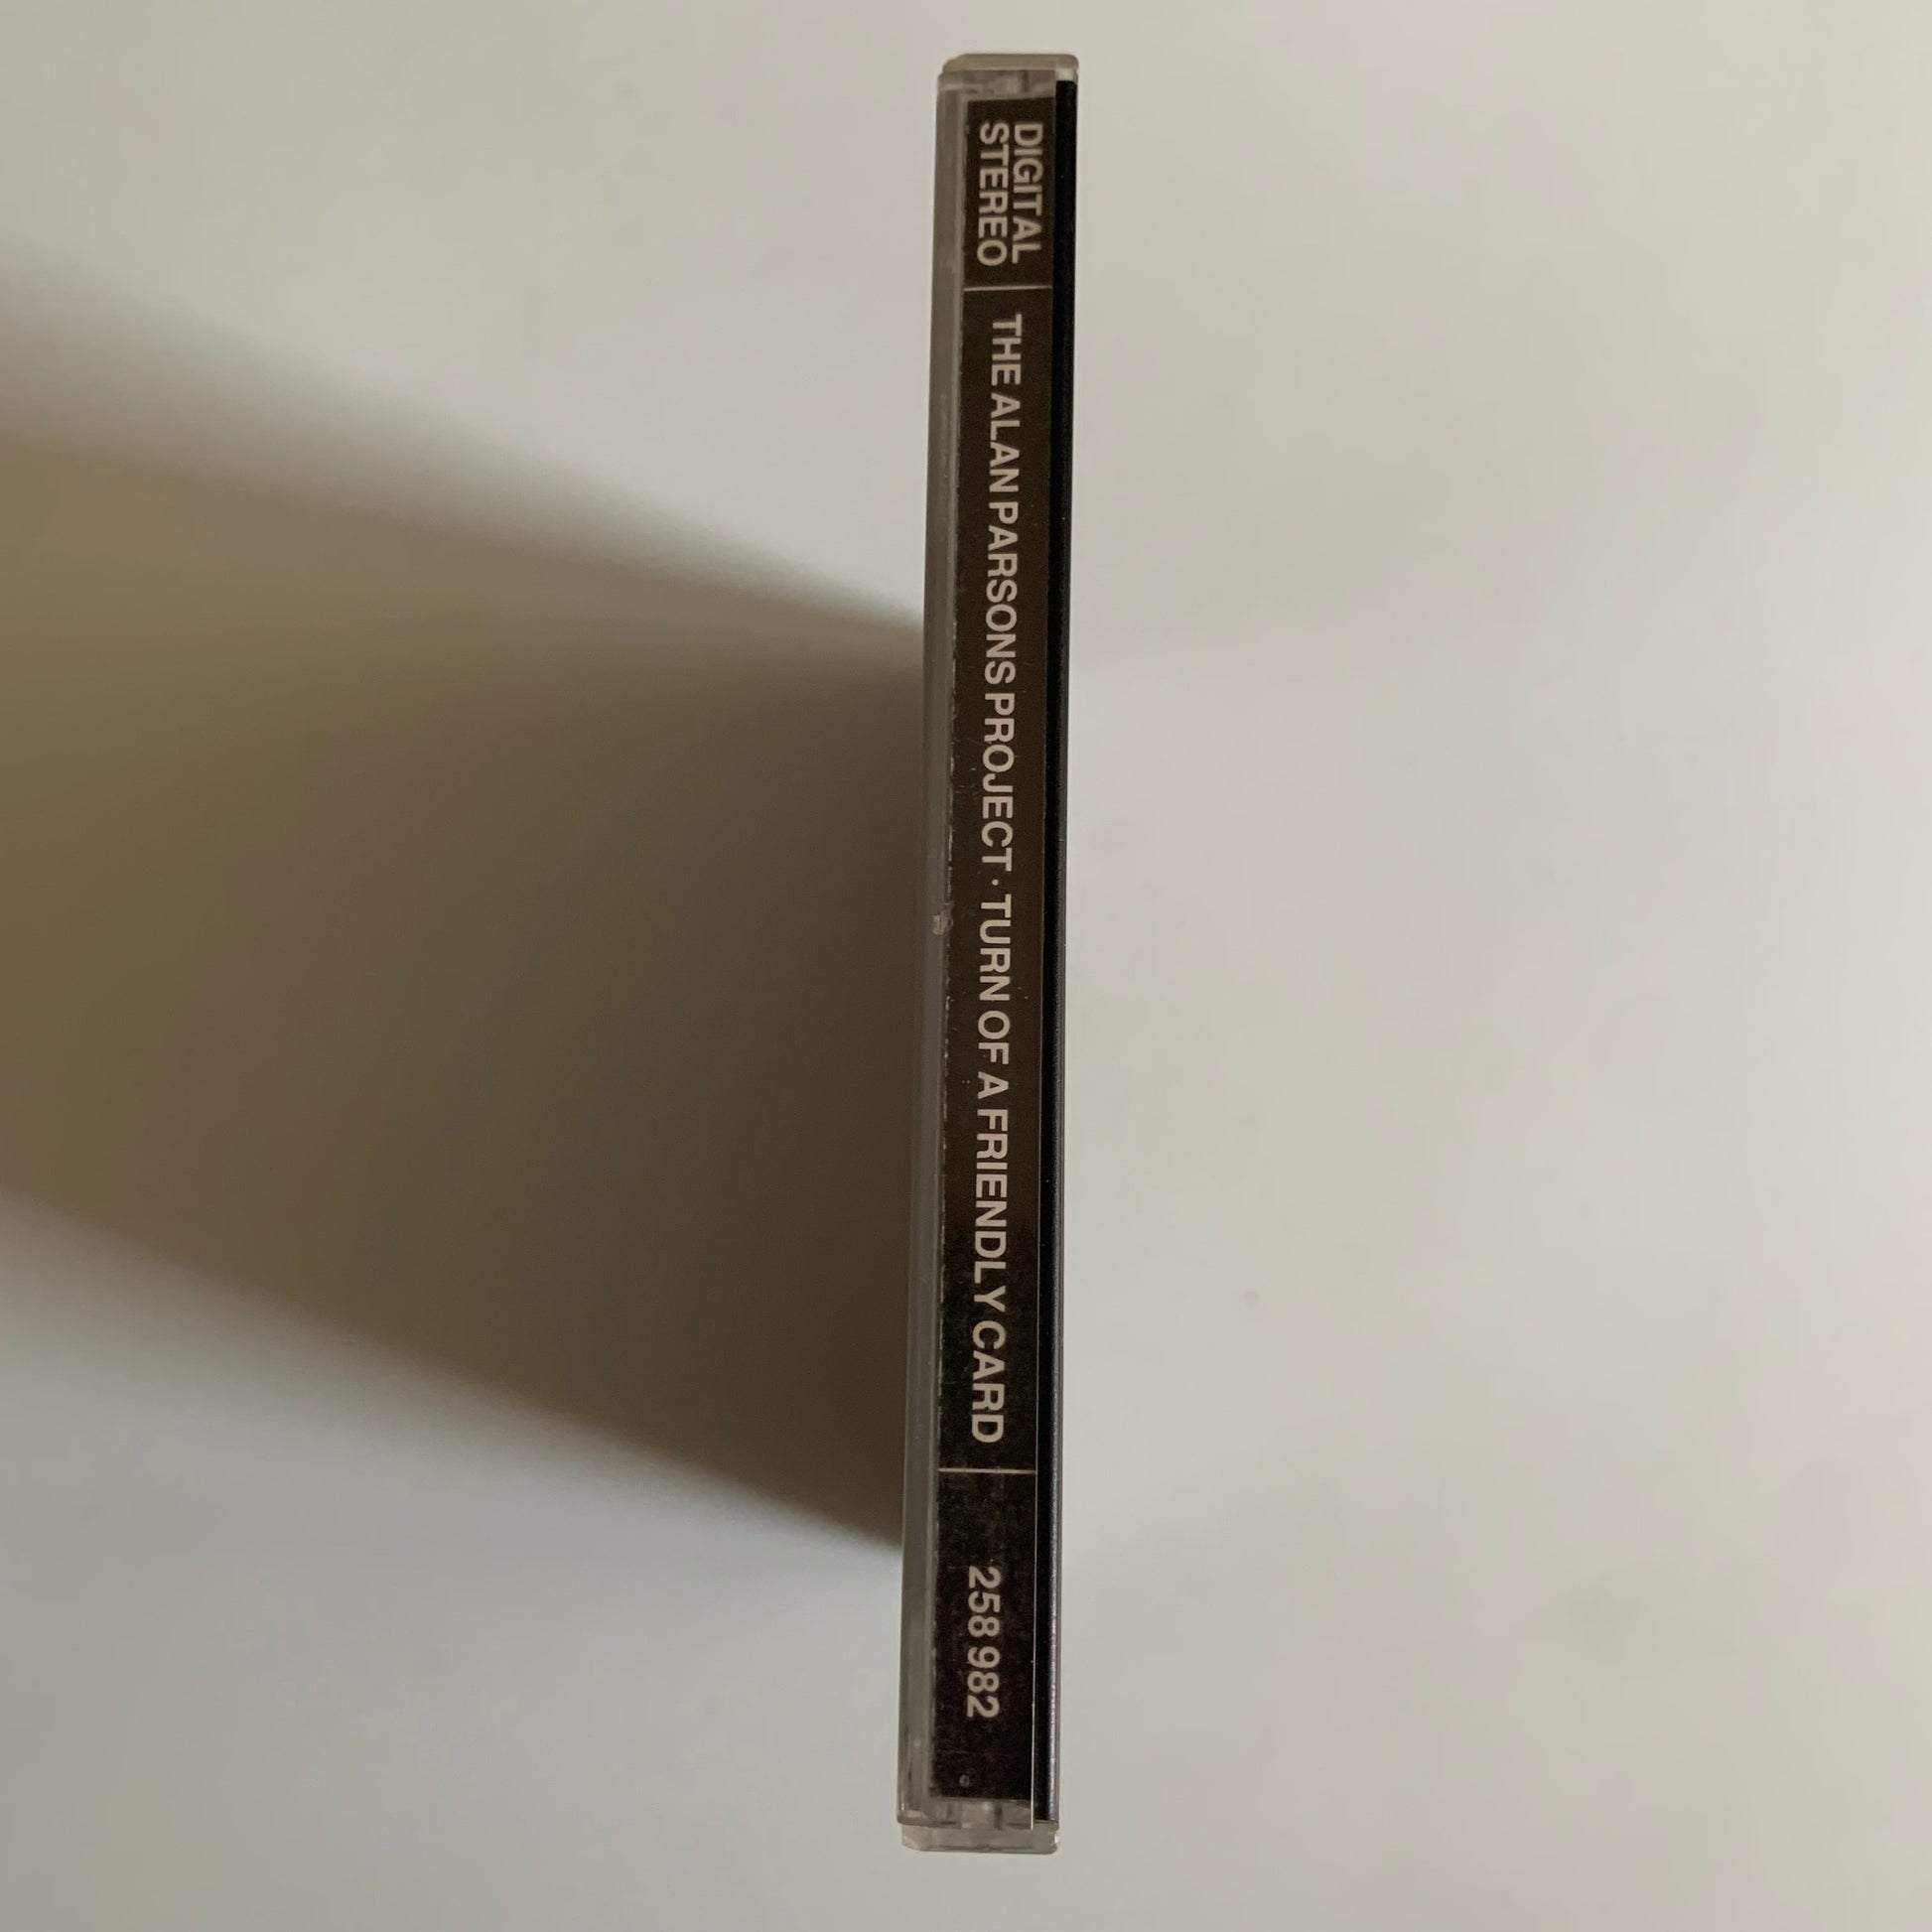 DIGITAL
STEREO
THE ALAN PARSONS PROJECT · TURN OF A FRIENDLY CARD
258 982